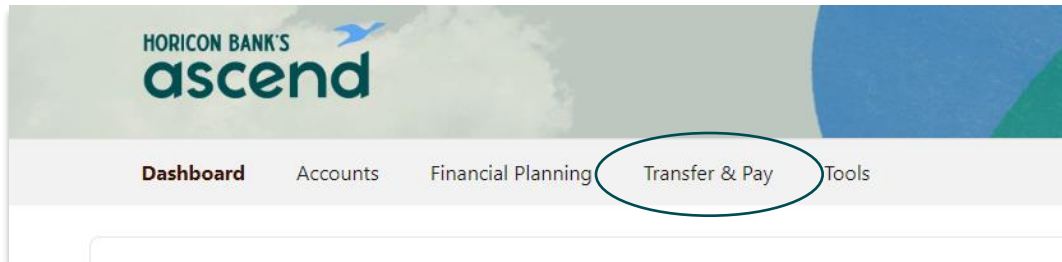 HORICON BANK'S
ascend
Dashboard Accounts Financial Planning Transfer & Pay Tools